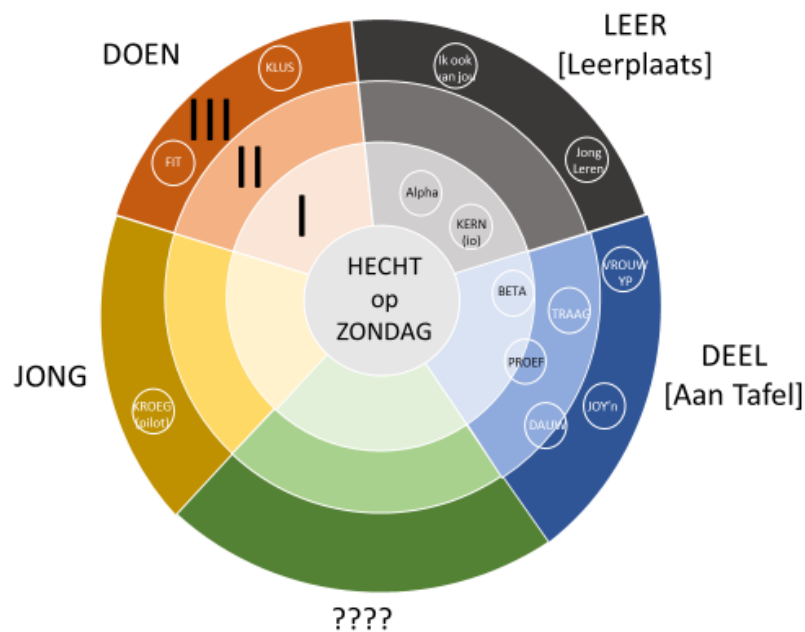 DOEN
LEER
[Leerplaats]
KLUS
Ik ook
van jou
III
FIT
II
Jong
Leren
I
Alpha
KERN
(io)
HECHT
op
ZONDAG
VROUW
YP
BETA
TRAAG
PROEF
DEEL
[Aan Tafel]
JONG
KROEG
(pilot)
JOY'n
DAUW
????